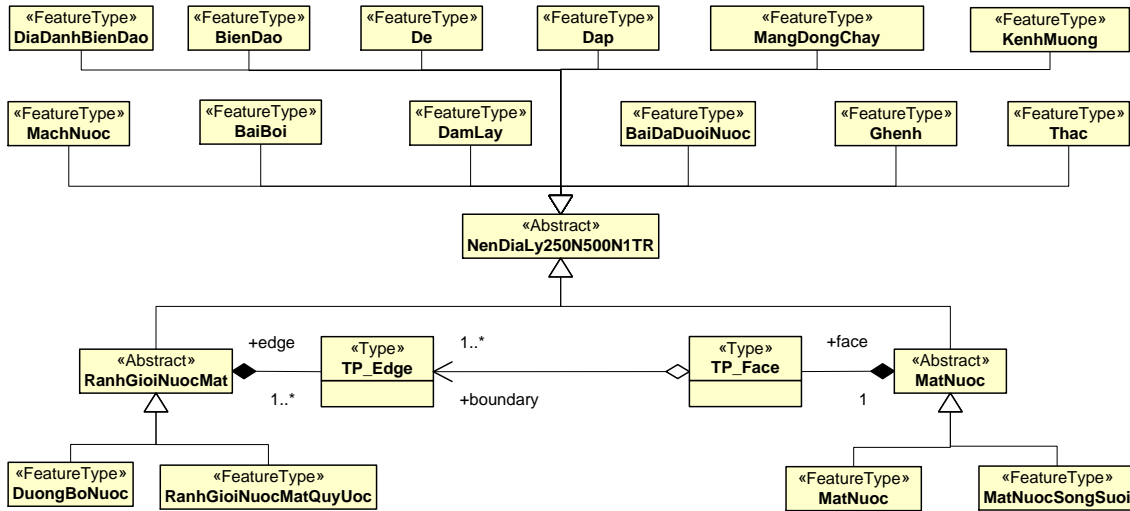 «FeatureType»
DiaDanhBienDao
«FeatureType»
BienDao
«FeatureType»
De
«FeatureType»
Dap
«FeatureType»
MangDongChay
«FeatureType»
KenhMuong
«FeatureType»
MachNuoc
«FeatureType»
BaiBoi
«FeatureType»
DamLay
«FeatureType»
BaiDaDuoiNuoc
«FeatureType»
Ghenh
«FeatureType»
Thac
«Abstract»
NenDiaLy250N500N1TR
«Abstract»
RanhGioiNuocMat
+edge
1..*
«Type»
TP_Edge
1..*
+boundary
«Type»
TP_Face
+face
1
«Abstract»
MatNuoc
«FeatureType»
DuongBoNuoc
«FeatureType»
RanhGioiNuocMatQuyUoc
«FeatureType»
MatNuoc
«FeatureType»
MatNuocSongSuoi